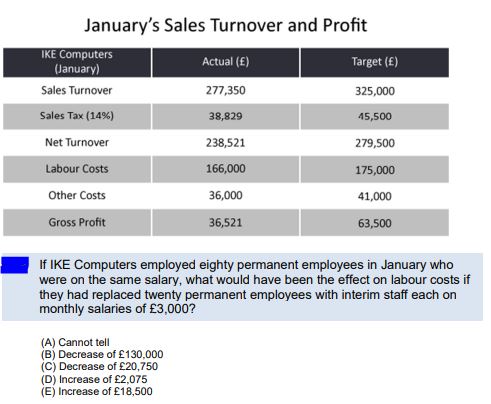 January's Sales Turnover and Profit
IKE Computers
(January)
Actual (£)
Target (£)
Sales Turnover
277,350
325,000
Sales Tax (14%)
38,829
45,500
Net Turnover
238,521
279,500
Labour Costs
166,000
175,000
Other Costs
36,000
41,000
Gross Profit
36,521
63,500
If IKE Computers employed eighty permanent employees in January who
were on the same salary, what would have been the effect on labour costs if
they had replaced twenty permanent employees with interim staff each on
monthly salaries of £3,000?
(A) Cannot tell
(B) Decrease of £130,000
(C) Decrease of £20,750
(D) Increase of £2,075
(E) Increase of £18,500